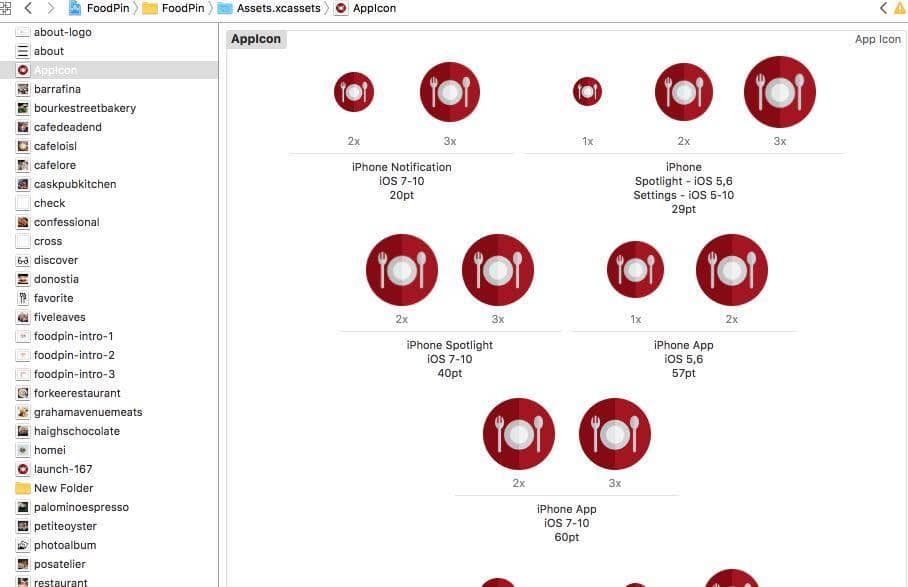 FoodPin
FoodPin
Assets.xcassets
AppIcon
about-logo
about
AppIcon
barrafina
bourkestreetbakery
cafedeadend
cafeloisl
cafelore
caskpubkitchen
check
confessional
cross
discover
donostia
favorite
fiveleaves
foodpin-intro-1
foodpin-intro-2
foodpin-intro-3
forkeerestaurant
grahamavenuemeats
haighschocolate
homei
launch-167
New Folder
palominoespresso
petiteoyster
photoalbum
posatelier
restaurant
AppIcon
App Icon
2x
3x
iPhone Notification
iOS 7-10
20pt
1x
2x
3x
iPhone
Spotlight - iOS 5,6
Settings - iOS 5-10
29pt
2x
3x
iPhone Spotlight
iOS 7-10
40pt
1x
2x
iPhone App
iOS 5,6
57pt
2x
3x
iPhone App
iOS 7-10
60pt